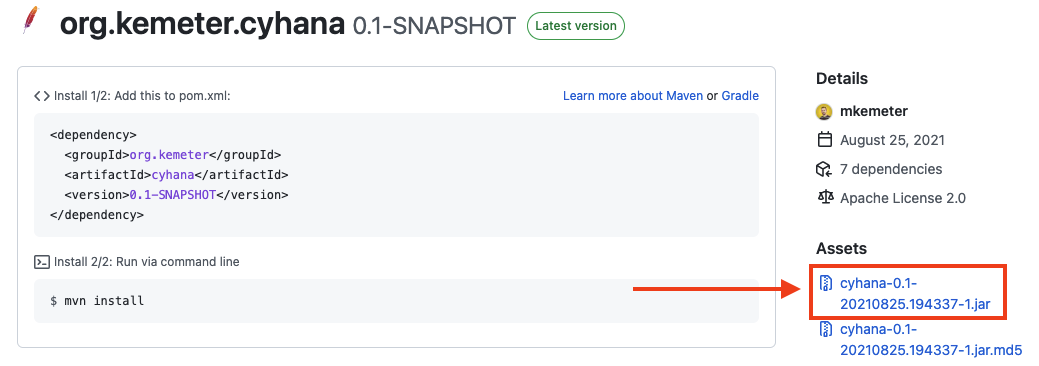 org.kemeter.cyhana 0.1-SNAPSHOT Latest version
Install 1/2: Add this to pom.xml:
Learn more about Maven or Gradle
<dependency>
<groupId>org.kemeter</groupId>
<artifactId>cyhana</artifactId>
<version>0.1-SNAPSHOT</version>
</dependency>
Install 2/2: Run via command line
$ mvn install
Details
mkemeter
August 25, 2021
7 dependencies
Apache License 2.0
Assets
cyhana-0.1-
20210825.194337-1.jar
cyhana-0.1-
20210825.194337-1.jar.md5